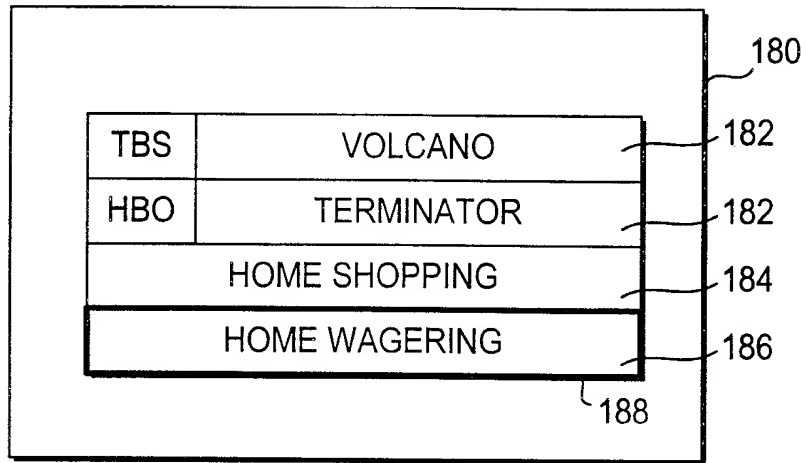 180
TBS VOLCANO 182
HBO TERMINATOR 182
HOME SHOPPING 184
HOME WAGERING 186
188